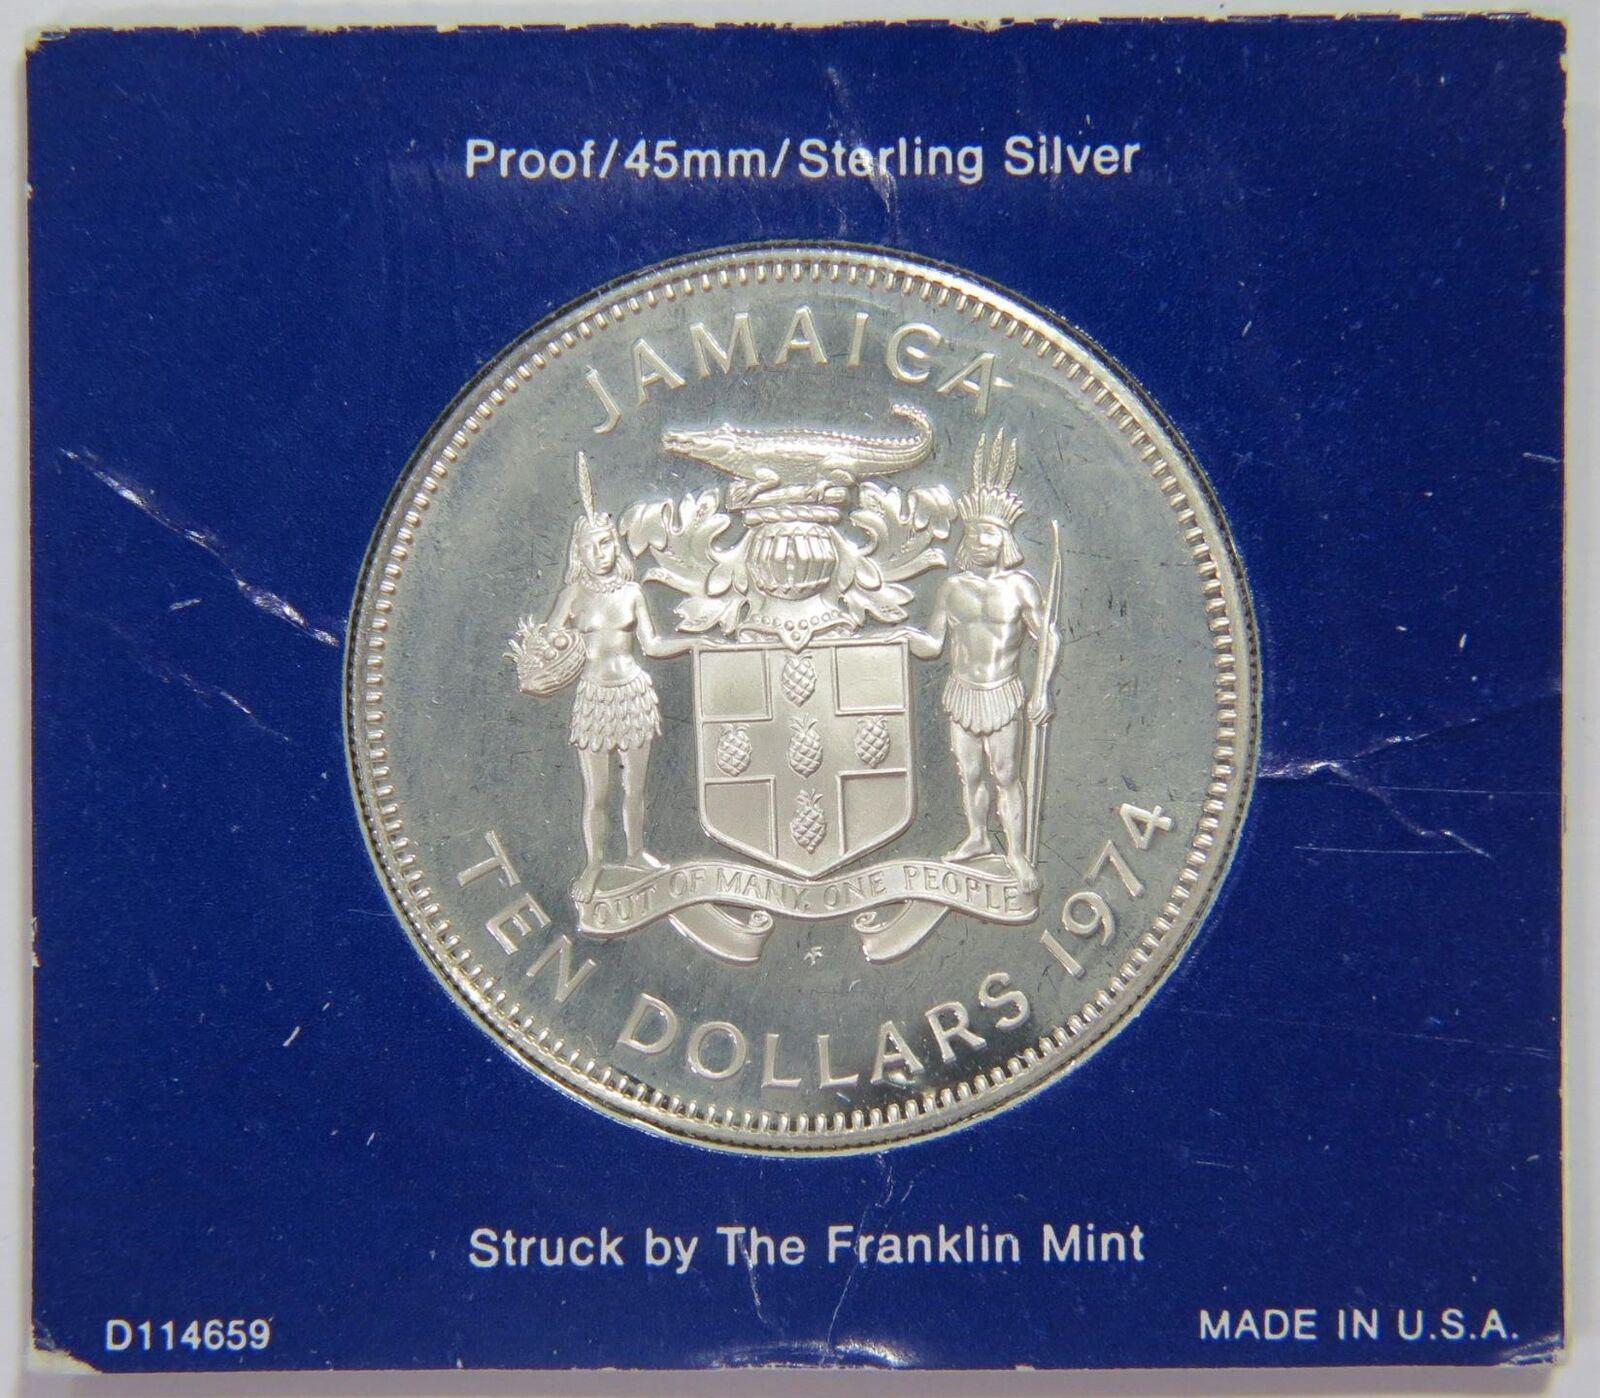 Proof/45mm/Sterling Silver
JAMAICA
OUT OF MANY, ONE PEOPLE
TEN DOLLARS 1974
Struck by The Franklin Mint
D114659
MADE IN U.S.A.